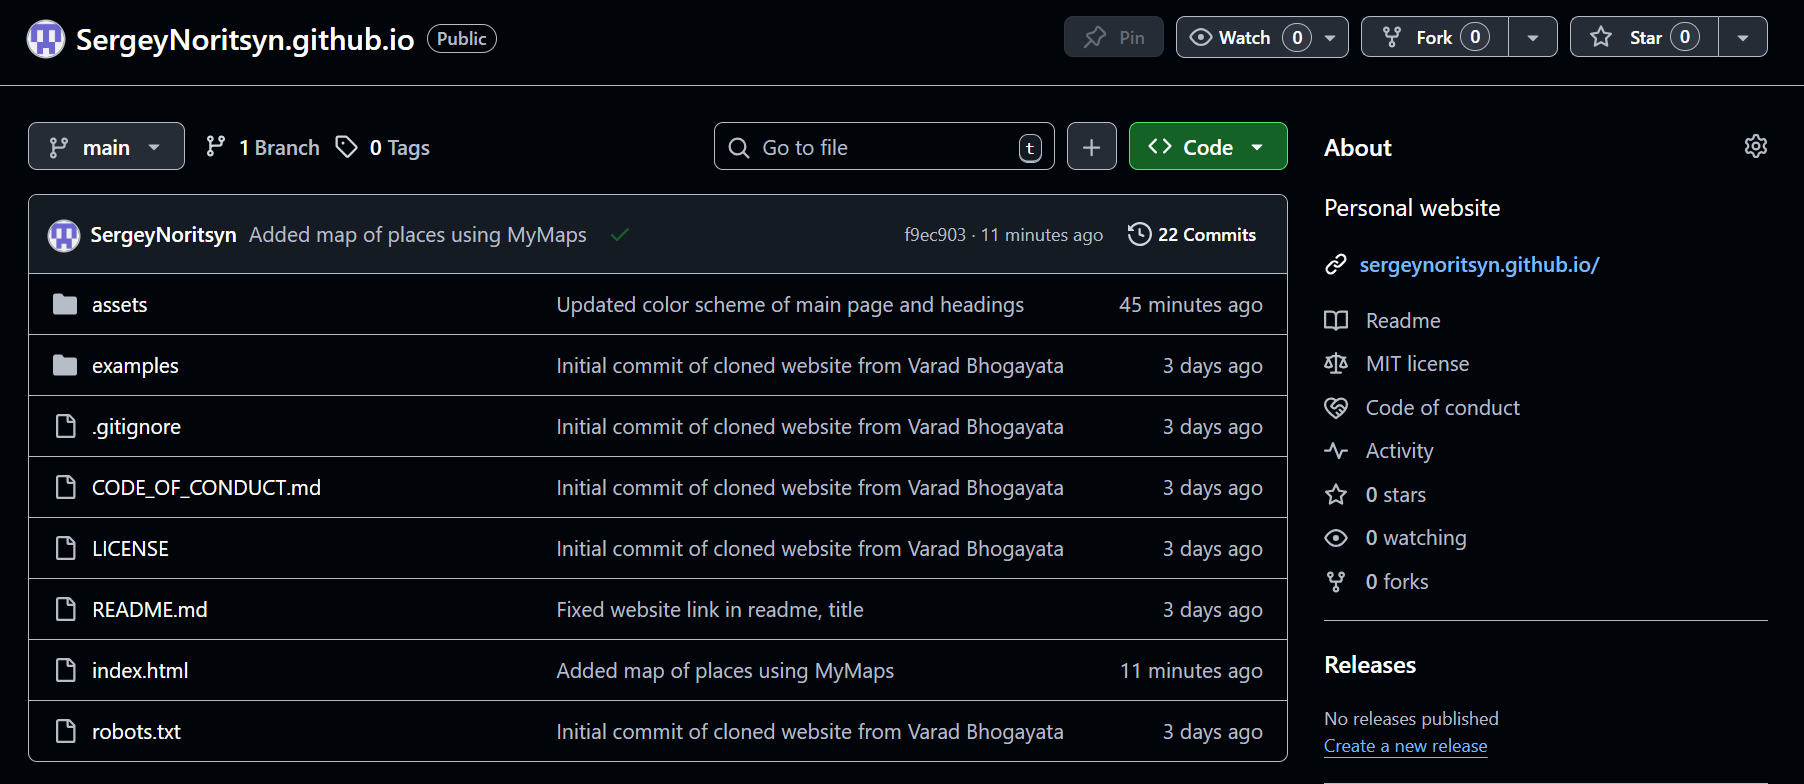 SergeyNoritsyn.github.io Public Pin Watch 0 Fork 0 Star 0
main 1 Branch 0 Tags Go to file t Code
SergeyNoritsyn Added map of places using MyMaps f9ec903 · 11 minutes ago 22 Commits
assets Updated color scheme of main page and headings 45 minutes ago
examples Initial commit of cloned website from Varad Bhogayata 3 days ago
.gitignore Initial commit of cloned website from Varad Bhogayata 3 days ago
CODE_OF_CONDUCT.md Initial commit of cloned website from Varad Bhogayata 3 days ago
LICENSE Initial commit of cloned website from Varad Bhogayata 3 days ago
README.md Fixed website link in readme, title 3 days ago
index.html Added map of places using MyMaps 11 minutes ago
robots.txt Initial commit of cloned website from Varad Bhogayata 3 days ago
About
Personal website
sergeynoritsyn.github.io/
Readme
MIT license
Code of conduct
Activity
0 stars
0 watching
0 forks
Releases
No releases published
Create a new release